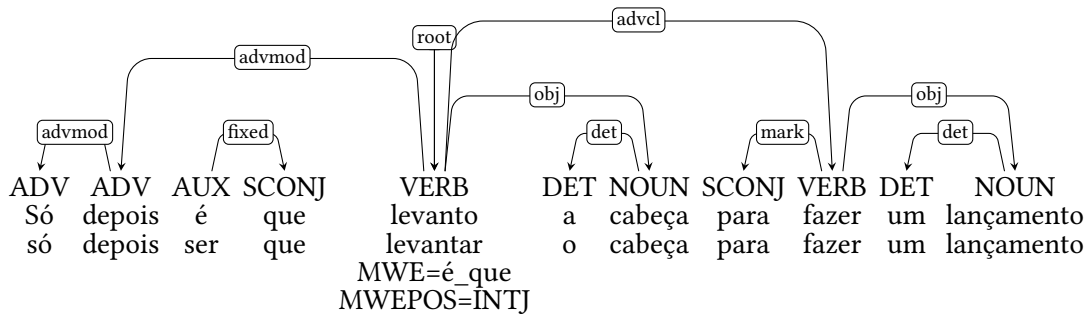 advcl
root
advmod
obj
obj
advmod
fixed
det
mark
det
ADV ADV AUX SCONJ VERB DET NOUN SCONJ VERB DET NOUN
Só depois é que levanto a cabeça para fazer um lançamento
só depois ser que levantar o cabeça para fazer um lançamento
MWE=é_que
MWEPOS=INTJ